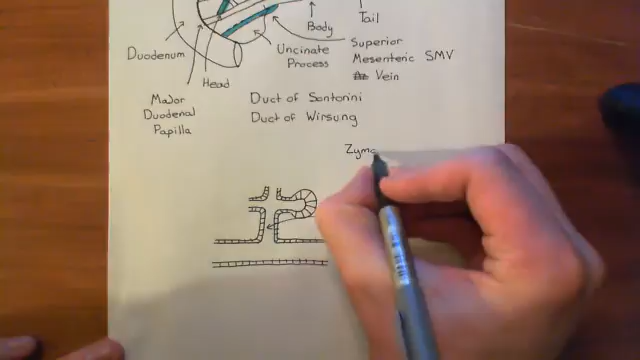 Tail
Body
Duodenum
Uncinate
Process
Superior
Mesenteric SMV
Vein
Head
Major
Duodenal
Papilla
Duct of Santorini
Duct of Wirsung
Zymo